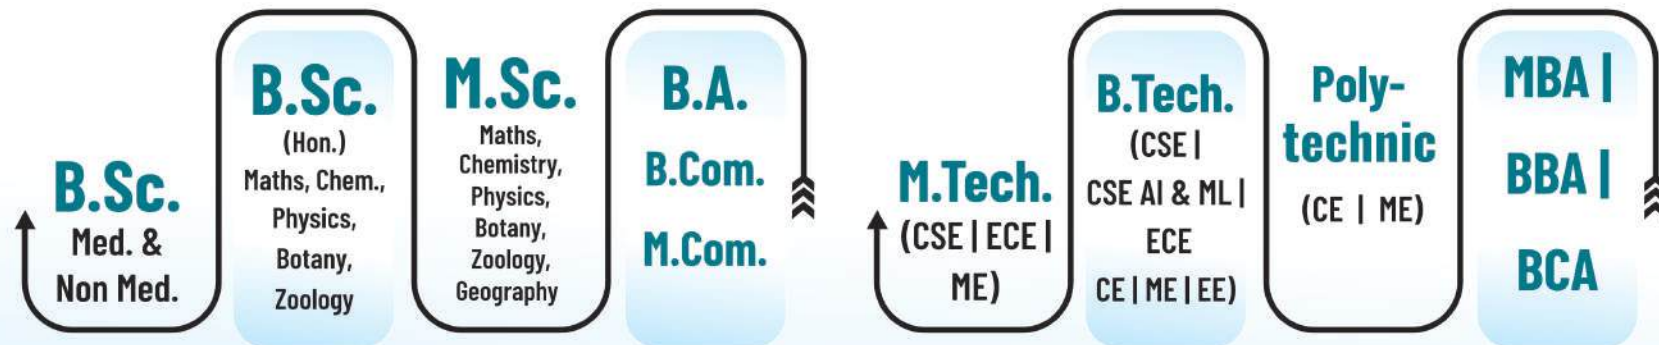 B.Sc.
Med. &
Non Med.
B.Sc.
(Hon.)
Maths, Chem.,
Physics,
Botany,
Zoology
M.Sc.
Maths,
Chemistry,
Physics,
Botany,
Zoology,
Geography
B.A.
B.Com.
M.Com.
M.Tech.
(CSE | ECE |
ME)
B.Tech.
(CSE |
CSE AI & ML |
ECE
CE | ME | EE)
Poly-
technic
(CE | ME)
MBA |
BBA |
BCA